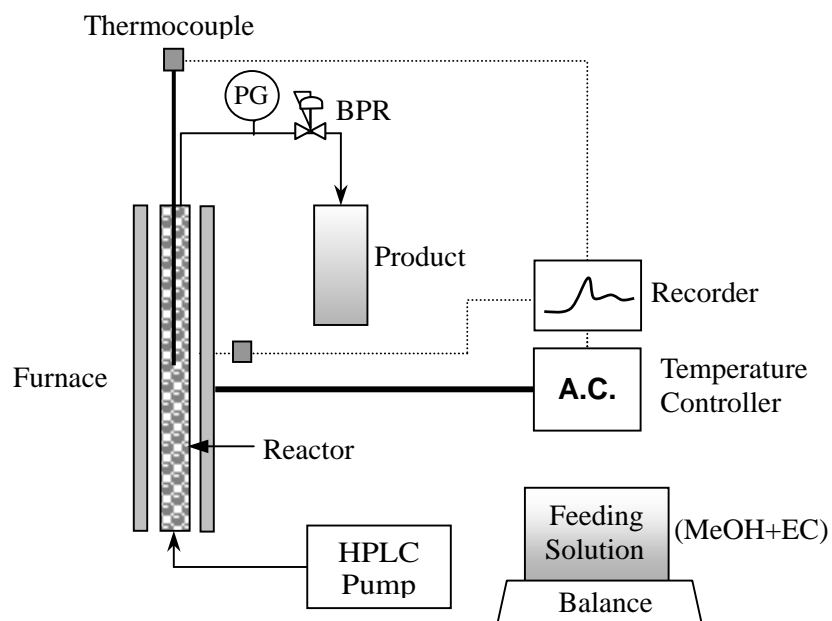 Thermocouple
PG
BPR
Product
Recorder
Furnace
A.C.
Temperature
Controller
Reactor
Feeding
Solution
(MeOH+EC)
HPLC
Pump
Balance